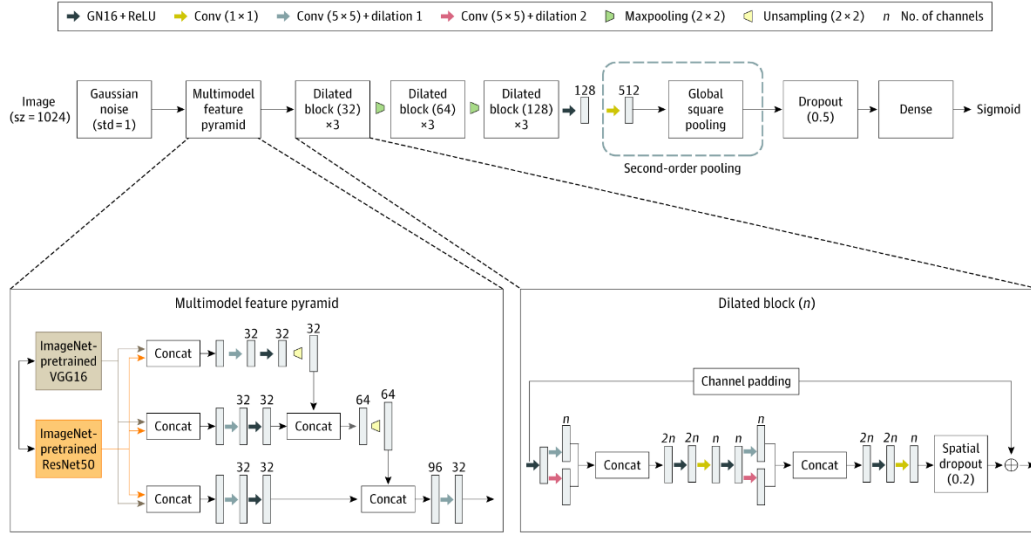 GN16 + ReLU
Conv (1 × 1)
Conv (5 × 5) + dilation 1
Conv (5 × 5) + dilation 2
Maxpooling (2 × 2)
Unsampling (2 × 2)
n No. of channels
Image
(sz = 1024)
Gaussian
noise
(std = 1)
Multimodel
feature
pyramid
Dilated
block (32)
×3
Dilated
block (64)
×3
Dilated
block (128)
×3
128
512
Global
square
pooling
Second-order pooling
Dropout
(0.5)
Dense
Sigmoid
Multimodel feature pyramid
ImageNet-
pretrained
VGG16
ImageNet-
pretrained
ResNet50
Concat
32
32
32
Concat
32 32
Concat
64
64
Concat
32 32
Concat
96 32
Dilated block (n)
Channel padding
n
Concat
2n 2n n n
n
Concat
2n 2n n
Spatial
dropout
(0.2)